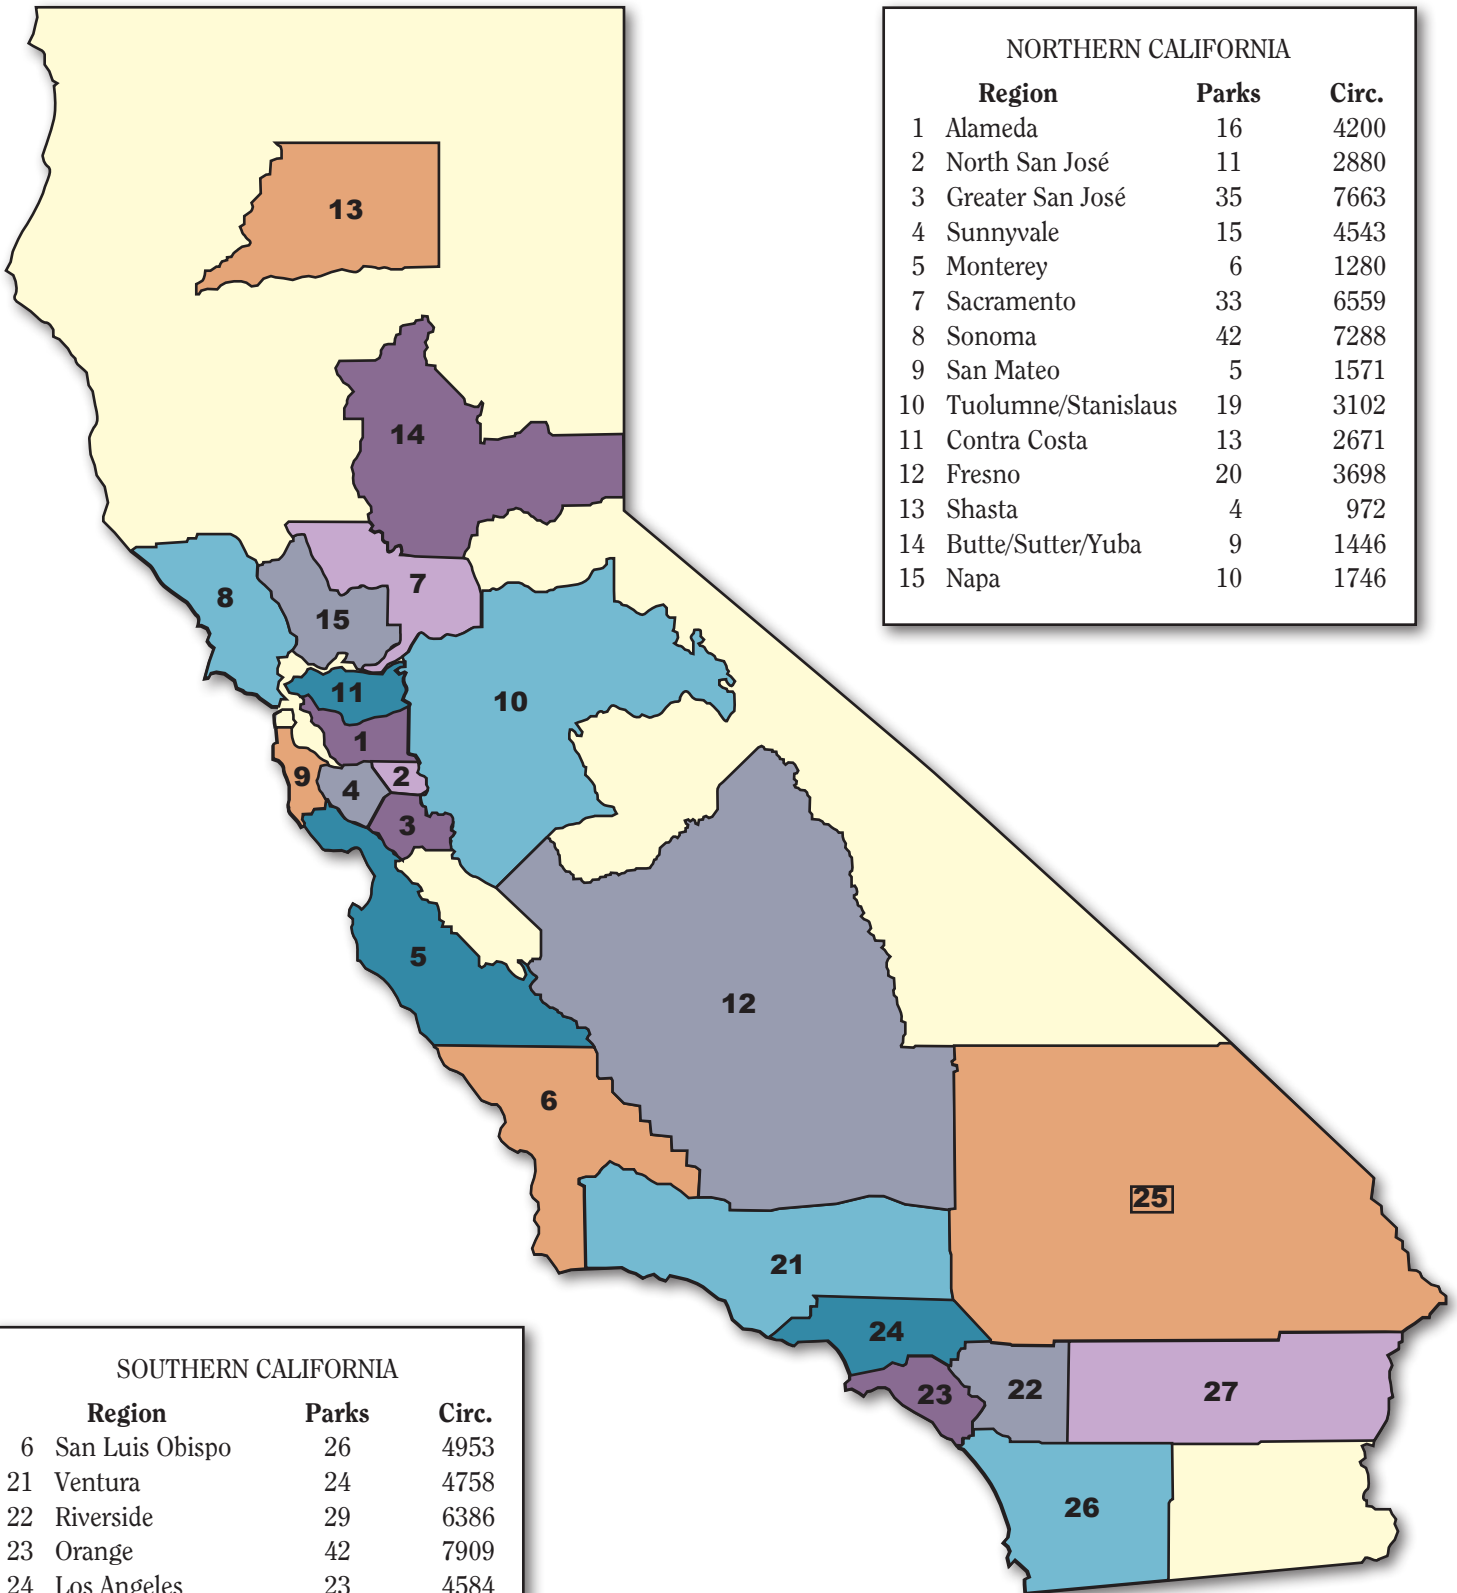 NORTHERN CALIFORNIA
Region Parks Circ.
1 Alameda 16 4200
2 North San José 11 2880
3 Greater San José 35 7663
4 Sunnyvale 15 4543
5 Monterey 6 1280
7 Sacramento 33 6559
8 Sonoma 42 7288
9 San Mateo 5 1571
10 Tuolumne/Stanislaus 19 3102
11 Contra Costa 13 2671
12 Fresno 20 3698
13 Shasta 4 972
14 Butte/Sutter/Yuba 9 1446
15 Napa 10 1746
13
14
7
8
15
11
10
1
9
2
4
3
5
12
6
25
21
24
22
27
23
26
SOUTHERN CALIFORNIA
Region Parks Circ.
6 San Luis Obispo 26 4953
21 Ventura 24 4758
22 Riverside 29 6386
23 Orange 42 7909
24 Los Angeles 23 4584